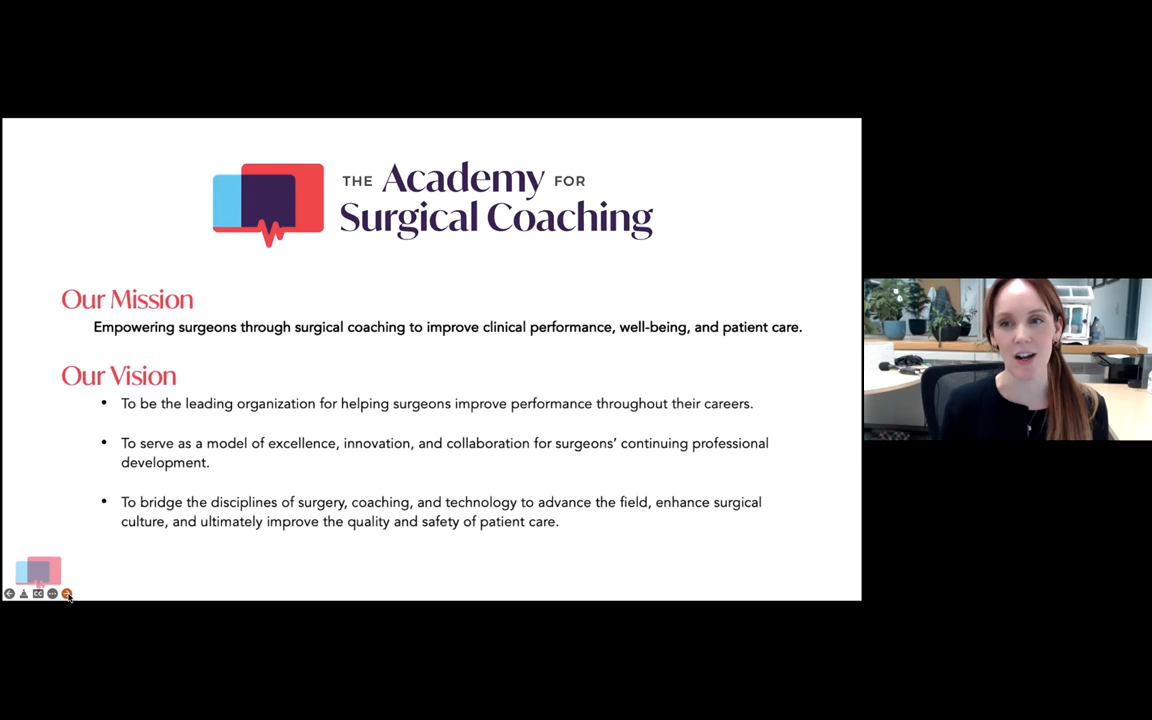 THE Academy FOR
Surgical Coaching
Our Mission
Empowering surgeons through surgical coaching to improve clinical performance, well-being, and patient care.
Our Vision
• To be the leading organization for helping surgeons improve performance throughout their careers.
• To serve as a model of excellence, innovation, and collaboration for surgeons’ continuing professional
development.
• To bridge the disciplines of surgery, coaching, and technology to advance the field, enhance surgical
culture, and ultimately improve the quality and safety of patient care.
CC